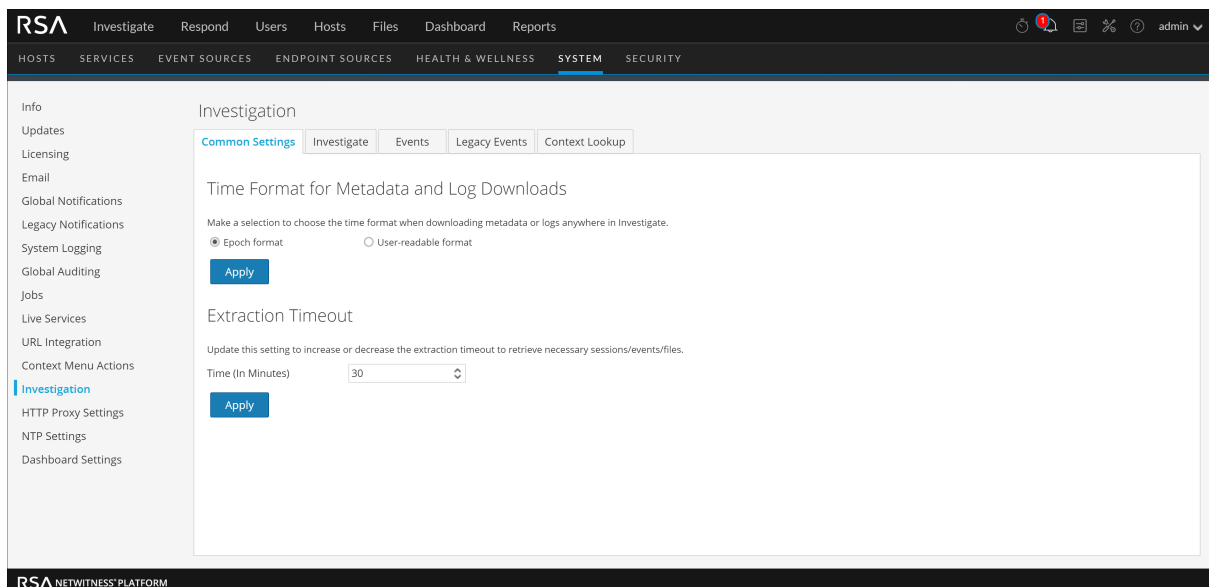 RSA Investigate Respond Users Hosts Files Dashboard Reports 1 admin
HOSTS SERVICES EVENT SOURCES ENDPOINT SOURCES HEALTH & WELLNESS SYSTEM SECURITY
Info
Updates
Licensing
Email
Global Notifications
Legacy Notifications
System Logging
Global Auditing
Jobs
Live Services
URL Integration
Context Menu Actions
Investigation
HTTP Proxy Settings
NTP Settings
Dashboard Settings
Investigation
Common Settings Investigate Events Legacy Events Context Lookup
Time Format for Metadata and Log Downloads
Make a selection to choose the time format when downloading metadata or logs anywhere in Investigate.
Epoch format User-readable format
Apply
Extraction Timeout
Update this setting to increase or decrease the extraction timeout to retrieve necessary sessions/events/files.
Time (In Minutes) 30
Apply
RSA NETWITNESS® PLATFORM